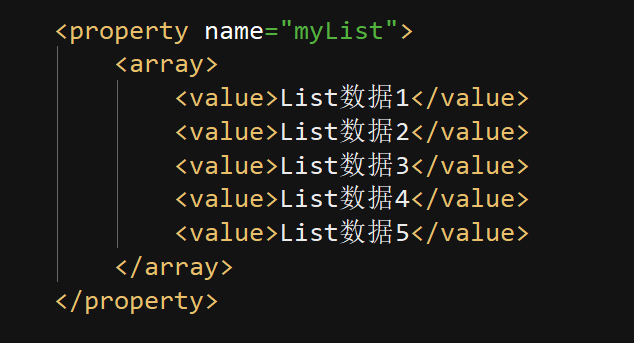 <property name="myList">
<array>
<value>List数据1</value>
<value>List数据2</value>
<value>List数据3</value>
<value>List数据4</value>
<value>List数据5</value>
</array>
</property>